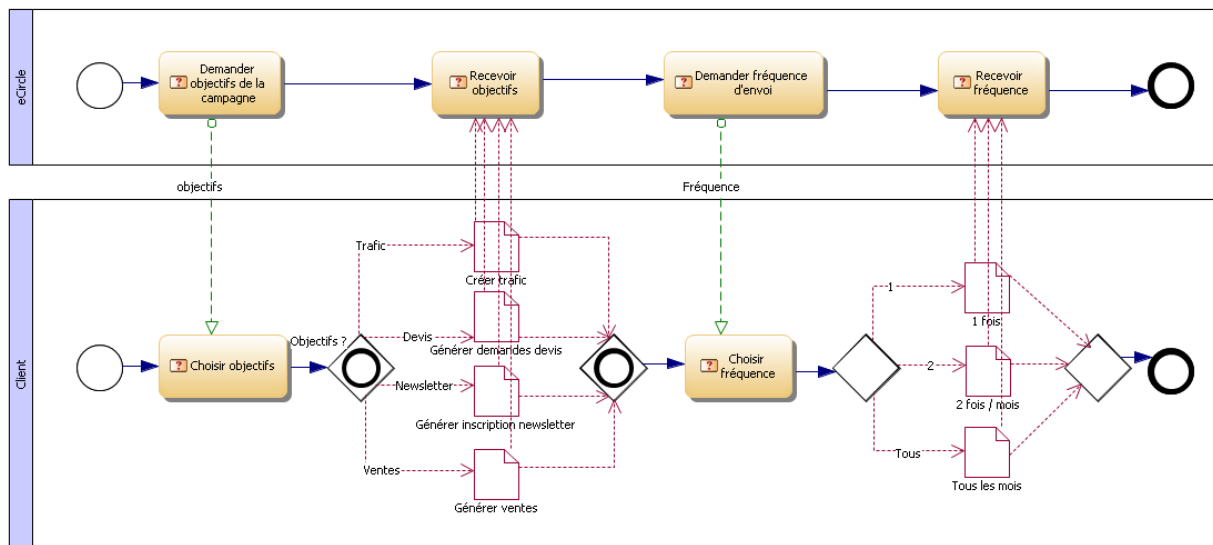 eCircle
Demander
objectifs de la
campagne
Recevoir
objectifs
Demander fréquence
d'envoi
Recevoir
fréquence
objectifs
Fréquence
Client
Choisir objectifs
Objectifs ?
Trafic
Créer trafic
Devis
Générer demandes devis
Newsletter
Générer inscription newsletter
Ventes
Générer ventes
Choisir
fréquence
1
1 fois
2
2 fois / mois
Tous
Tous les mois